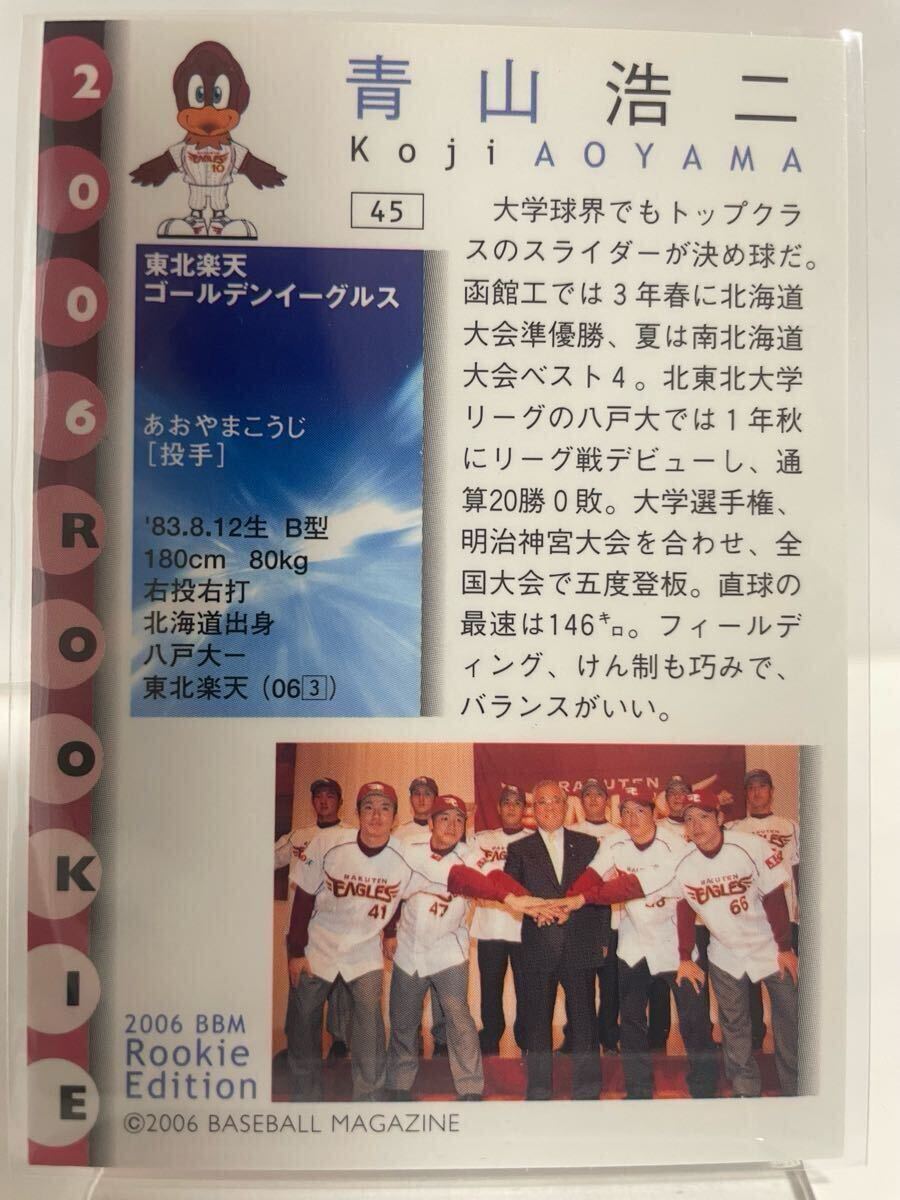 2006 ROOKIE
EAGLES
10
青山浩二
Koji AOYAMA
45
東北楽天
ゴールデンイーグルス
あおやまこうじ
［投手］
'83.8.12生 B型
180cm 80kg
右投右打
北海道出身
八戸大ー
東北楽天（063）
大学球界でもトップクラ
スのスライダーが決め球だ。
函館工では３年春に北海道
大会準優勝、夏は南北海道
大会ベスト４。北東北大学
リーグの八戸大では１年秋
にリーグ戦デビューし、通
算20勝０敗。大学選手権、
明治神宮大会を合わせ、全
国大会で五度登板。直球の
最速は146㌔。フィールデ
ィング、けん制も巧みで、
バランスがいい。
RAKUTEN
RAKUTEN
EAGLES
41
47
RAKUTEN
EAGLES
66
2006 BBM
Rookie
Edition
©2006 BASEBALL MAGAZINE